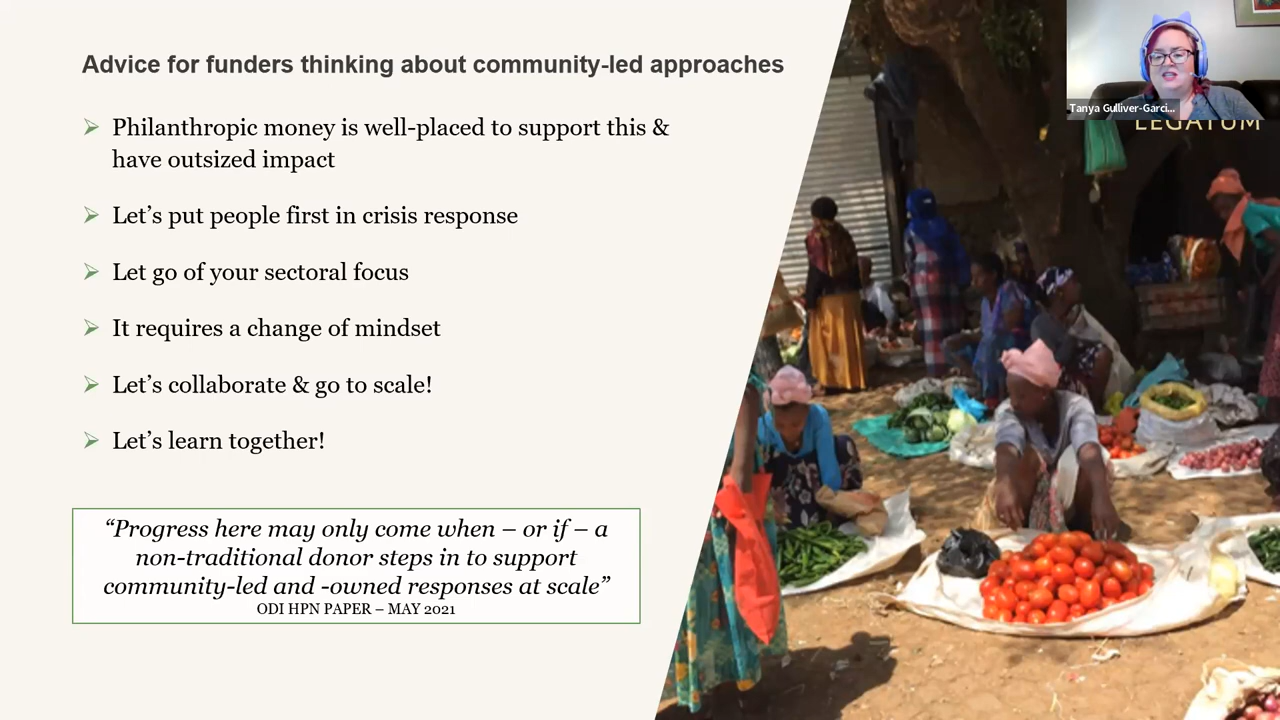 Advice for funders thinking about community-led approaches
Philanthropic money is well-placed to support this &
have outsized impact
Let’s put people first in crisis response
Let go of your sectoral focus
It requires a change of mindset
Let’s collaborate & go to scale!
Let’s learn together!
“Progress here may only come when – or if – a
non-traditional donor steps in to support
community-led and -owned responses at scale”
ODI HPN PAPER – MAY 2021
Tanya Gulliver-Garci...
LEGATUM